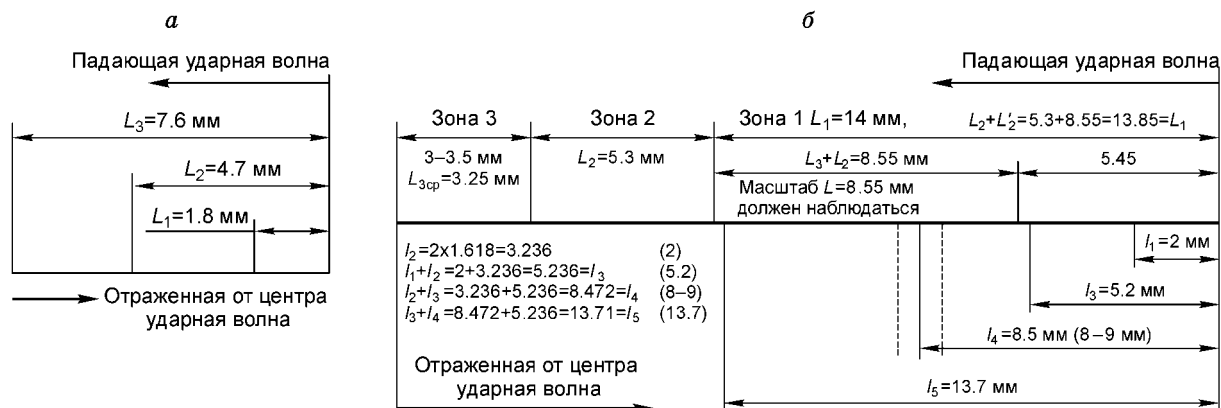 а
Падающая ударная волна
L3=7.6 мм
L2=4.7 мм
L1=1.8 мм
Отраженная от центра
ударная волна
б
Падающая ударная волна
Зона 3
Зона 2
Зона 1 L1=14 мм,
L2+L'2=5.3+8.55=13.85=L1
3–3.5 мм
L3ср=3.25 мм
L2=5.3 мм
L3+L2=8.55 мм
5.45
Масштаб L=8.55 мм
должен наблюдаться
l2=2x1.618=3.236 (2)
l1+l2=2+3.236=5.236=l3 (5.2)
l2+l3=3.236+5.236=8.472=l4 (8–9)
l3+l4=8.472+5.236=13.71=l5 (13.7)
l1=2 мм
l3=5.2 мм
l4=8.5 мм (8–9 мм)
Отраженная от центра
ударная волна
l5=13.7 мм